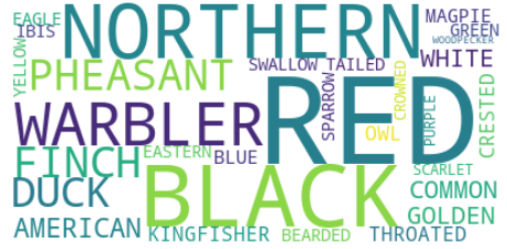 EAGLE
IBIS
NORTHERN
MAGPIE
GREEN
WOODPECKER
YELLOW
PHEASANT
SWALLOW TAILED
WHITE
WARBLER
RED
SPARROW
CROWNED
OWL
PURPLE
CRESTED
FINCH
EASTERN
BLUE
BLACK
SCARLET
DUCK
COMMON
GOLDEN
AMERICAN
KINGFISHER
BEARDED
THROATED